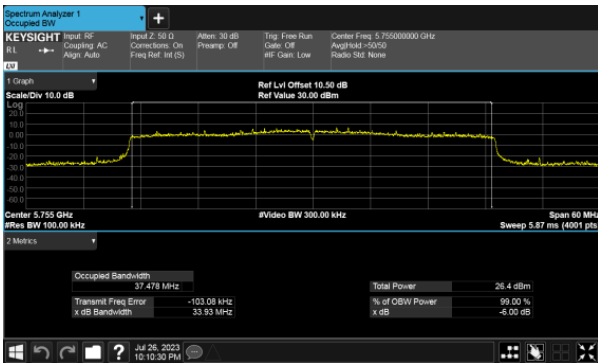 Spectrum Analyzer 1
Occupied BW
KEYSIGHT
RL
Input: RF
Coupling: AC
Align: Auto
Input Z: 50 Ω
Corrections: On
Freq Ref: Int (S)
Atten: 30 dB
Preamp: Off
Trig: Free Run
Gate: Off
#IF Gain: Low
Center Freq: 5.755000000 GHz
Avg|Hold:>50/50
Radio Std: None
1 Graph
Scale/Div 10.0 dB
Ref Lvl Offset 10.50 dB
Ref Value 30.00 dBm
Log
20.0
10.0
0.00
-10.0
-20.0
-30.0
-40.0
-50.0
-60.0
Center 5.755 GHz
#Video BW 300.00 kHz
Span 60 MHz
#Res BW 100.00 kHz
Sweep 5.87 ms (4001 pts
2 Metrics
Occupied Bandwidth
37.478 MHz
Total Power 26.4 dBm
Transmit Freq Error -103.08 kHz
% of OBW Power 99.00 %
x dB Bandwidth 33.93 MHz
x dB -6.00 dB
?
Jul 26, 2023
10:10:30 PM